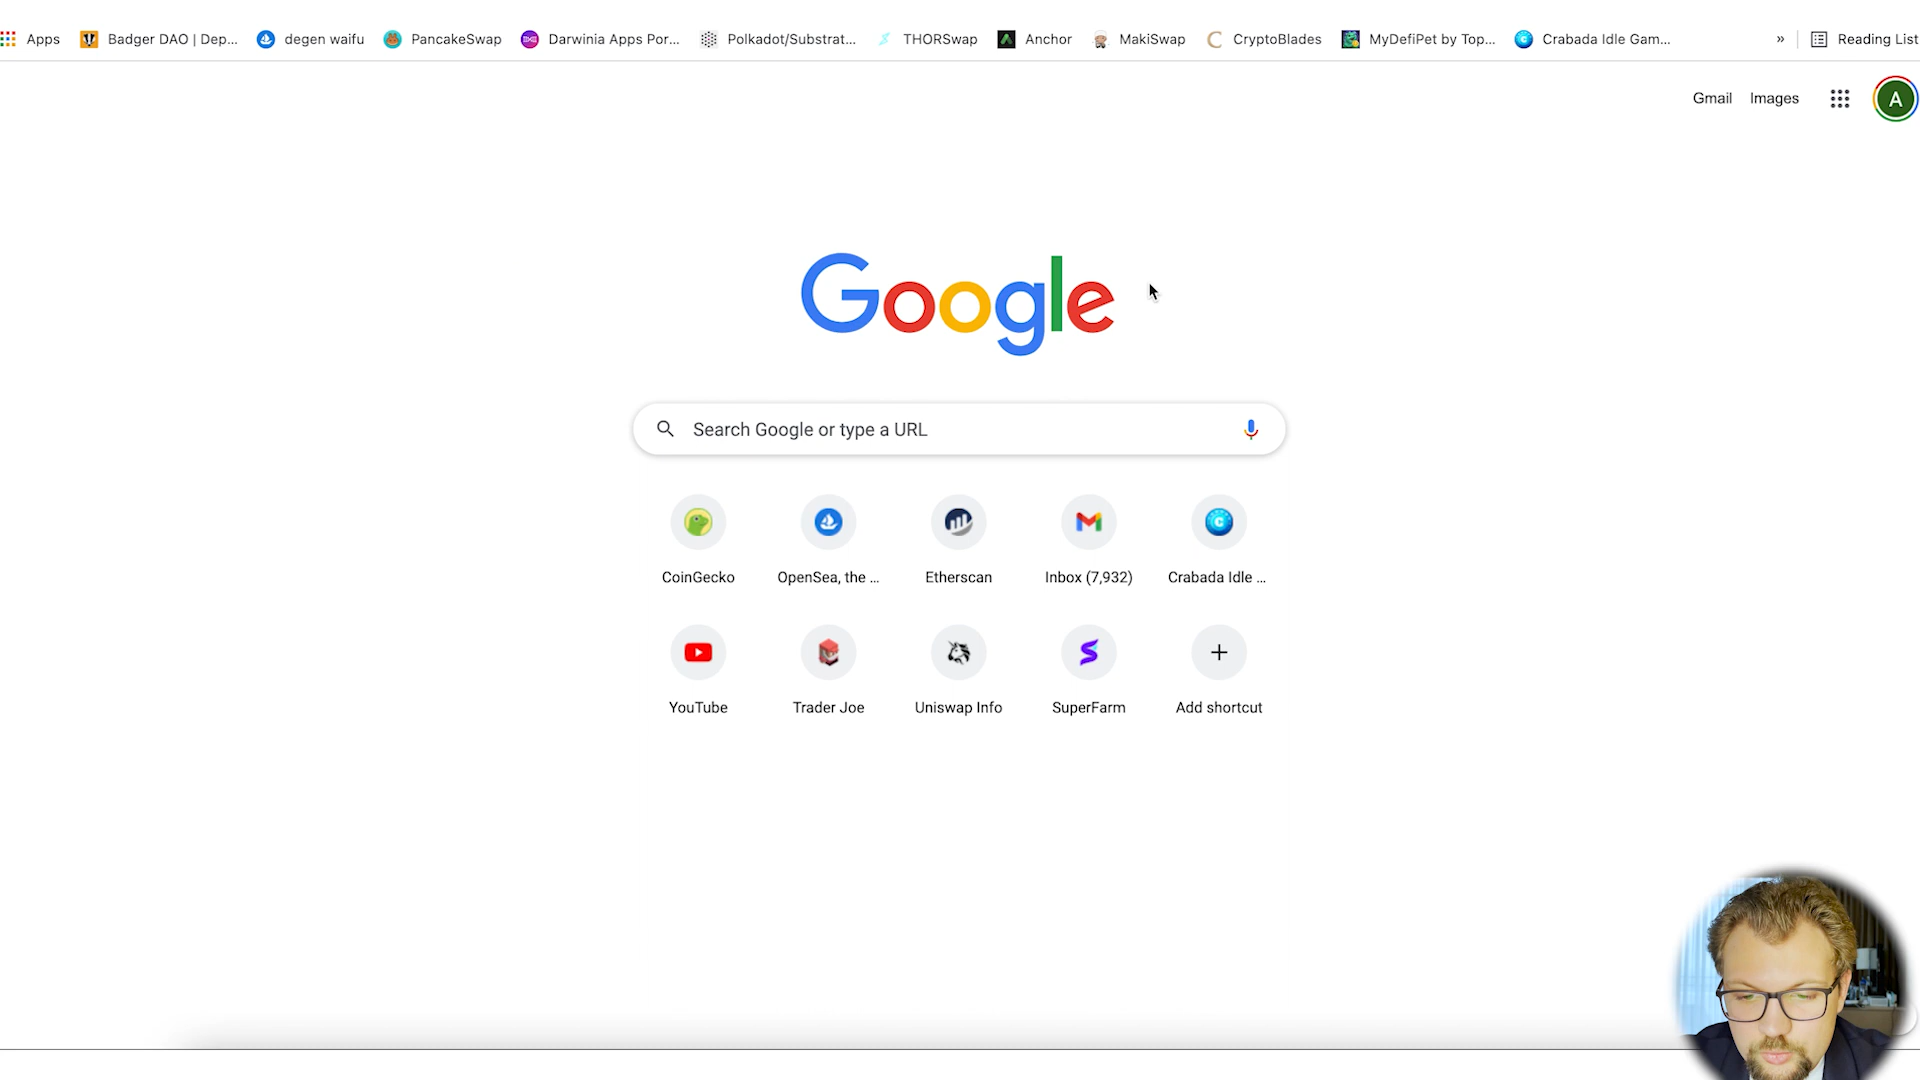 Apps Badger DAO | Dep... degen waifu PancakeSwap Darwinia Apps Por... Polkadot/Substrat... THORSwap Anchor MakiSwap CryptoBlades MyDefiPet by Top... Crabada Idle Gam... » Reading List
Gmail Images A
Google
Search Google or type a URL
CoinGecko OpenSea, the ... Etherscan Inbox (7,932) Crabada Idle ...
YouTube Trader Joe Uniswap Info SuperFarm Add shortcut